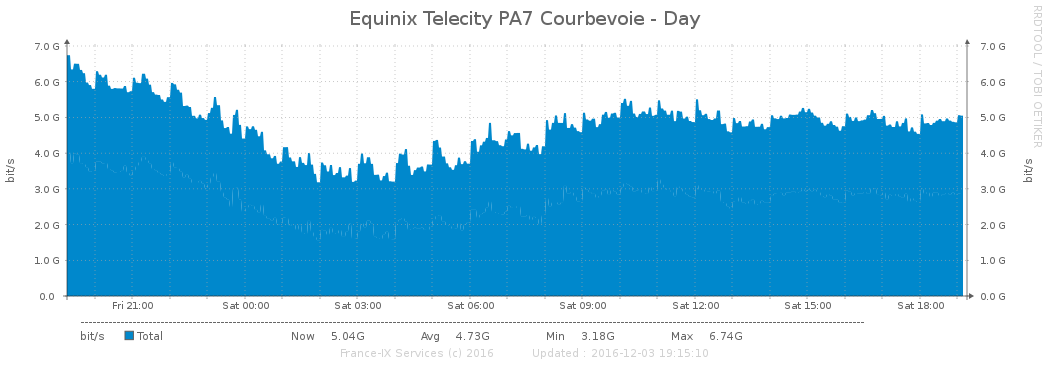 Equinix Telecity PA7 Courbevoie - Day
RRDTOOL / TOBI OETIKER
7.0 G 7.0 G
6.0 G 6.0 G
5.0 G 5.0 G
4.0 G 4.0 G
3.0 G 3.0 G
2.0 G 2.0 G
1.0 G 1.0 G
0.0 0.0 G
bit/s bit/s
Fri 21:00 Sat 00:00 Sat 03:00 Sat 06:00 Sat 09:00 Sat 12:00 Sat 15:00 Sat 18:00
bit/s Total Now 5.04G Avg 4.73G Min 3.18G Max 6.74G
France-IX Services (c) 2016 Updated : 2016-12-03 19:15:10